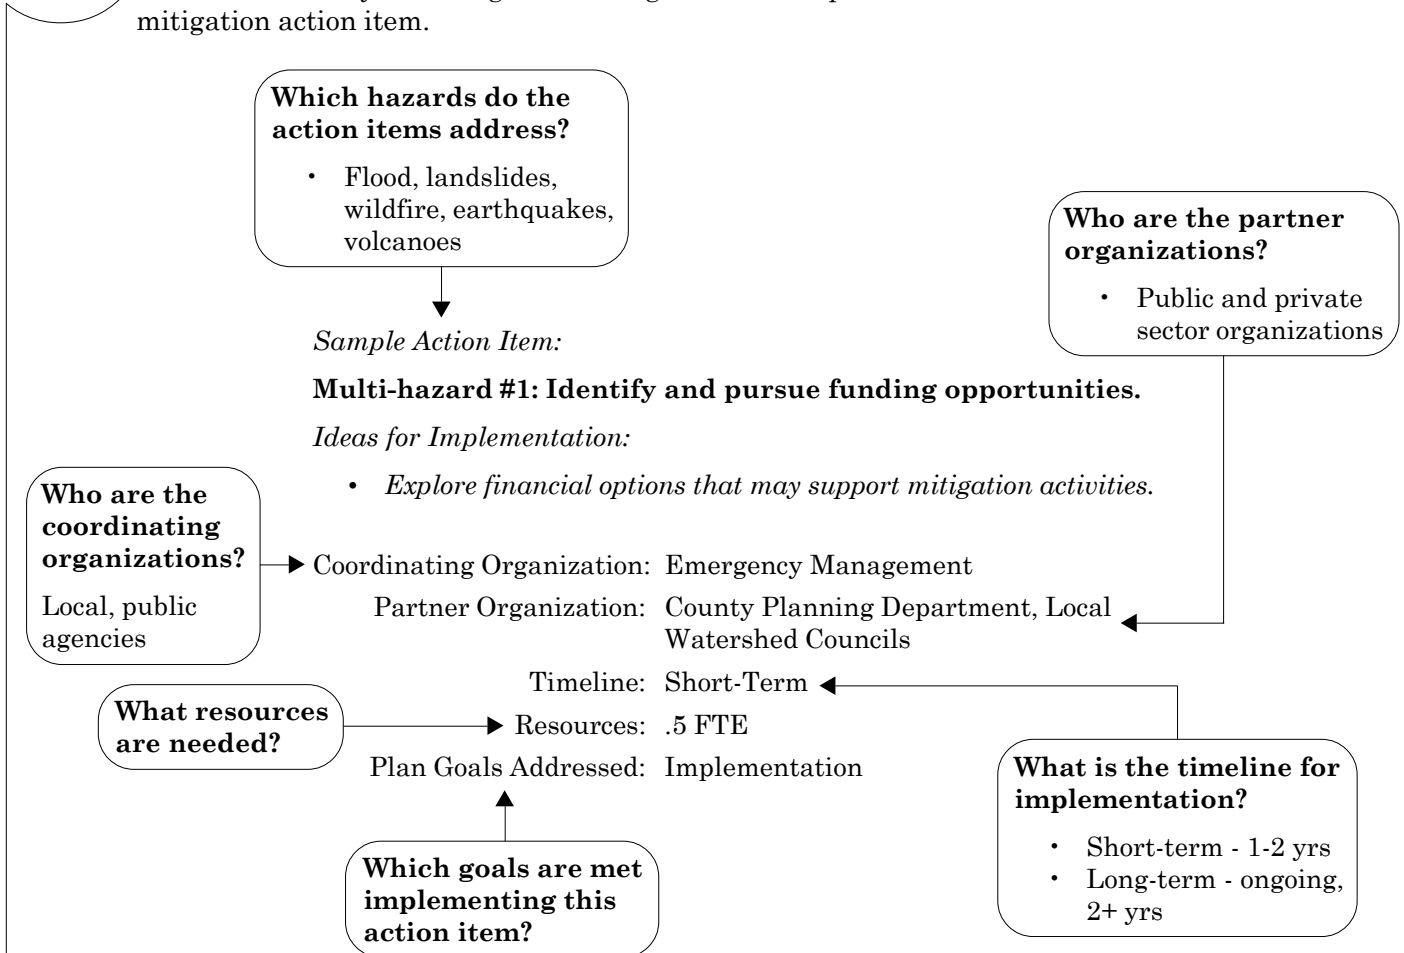 mitigation action item.
Which hazards do the
action items address?
• Flood, landslides,
wildfire, earthquakes,
volcanoes
Who are the partner
organizations?
• Public and private
sector organizations
Sample Action Item:
Multi-hazard #1: Identify and pursue funding opportunities.
Ideas for Implementation:
• Explore financial options that may support mitigation activities.
Who are the
coordinating
organizations?
Local, public
agencies
Coordinating Organization: Emergency Management
Partner Organization: County Planning Department, Local
Watershed Councils
Timeline: Short-Term
What resources
are needed?
Resources: .5 FTE
Plan Goals Addressed: Implementation
What is the timeline for
implementation?
• Short-term - 1-2 yrs
• Long-term - ongoing,
2+ yrs
Which goals are met
implementing this
action item?